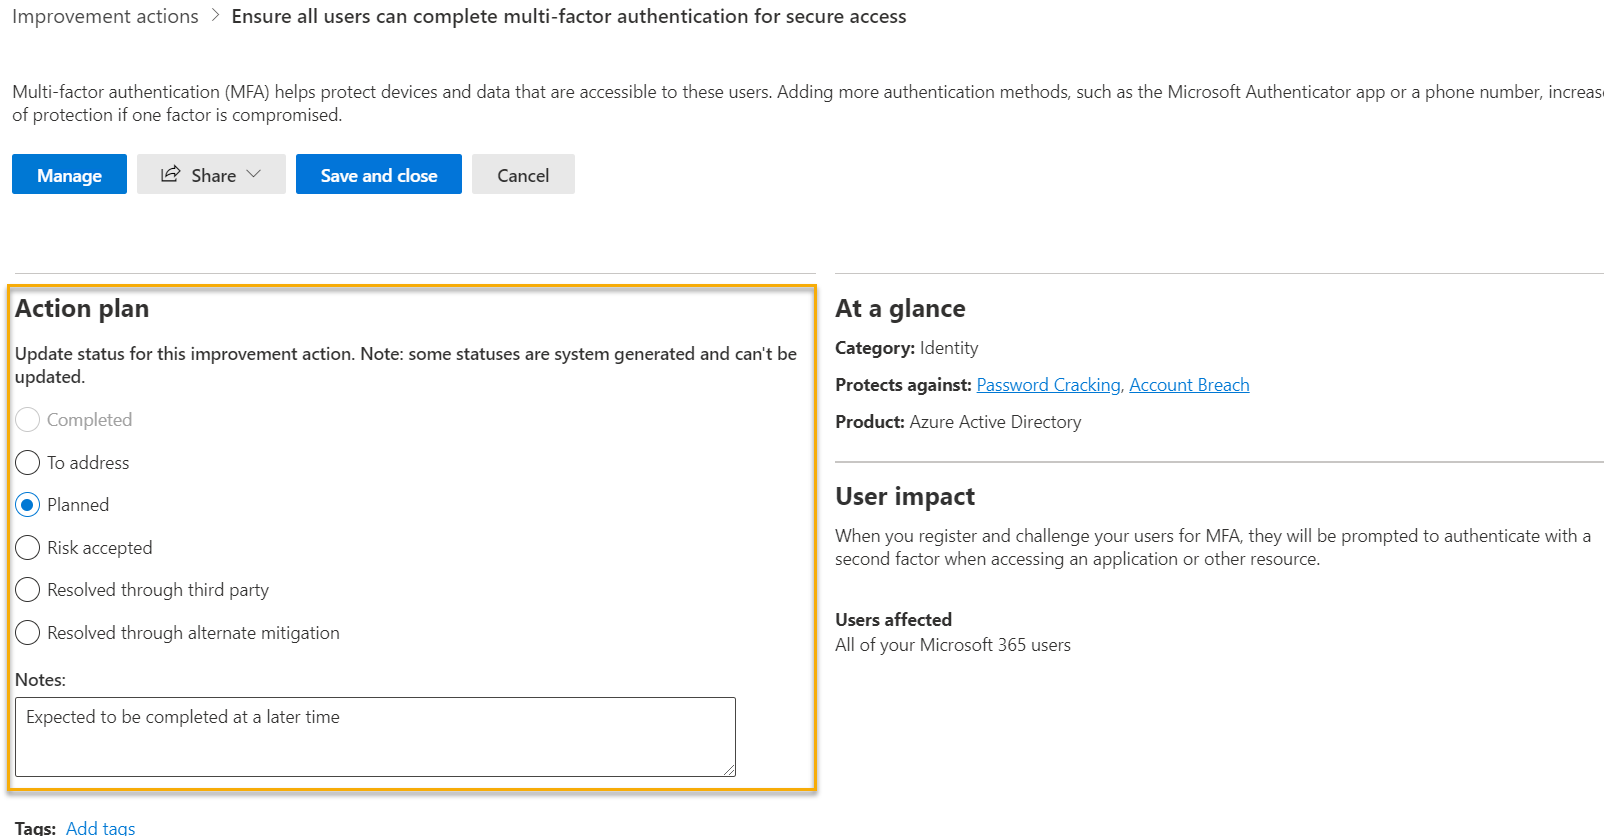 Improvement actions > Ensure all users can complete multi-factor authentication for secure access
Multi-factor authentication (MFA) helps protect devices and data that are accessible to these users. Adding more authentication methods, such as the Microsoft Authenticator app or a phone number, increas
of protection if one factor is compromised.
Manage
Share
Save and close
Cancel
Action plan
Update status for this improvement action. Note: some statuses are system generated and can't be
updated.
Completed
To address
Planned
Risk accepted
Resolved through third party
Resolved through alternate mitigation
Notes:
Expected to be completed at a later time
Tags: Add tags
At a glance
Category: Identity
Protects against: Password Cracking, Account Breach
Product: Azure Active Directory
User impact
When you register and challenge your users for MFA, they will be prompted to authenticate with a
second factor when accessing an application or other resource.
Users affected
All of your Microsoft 365 users